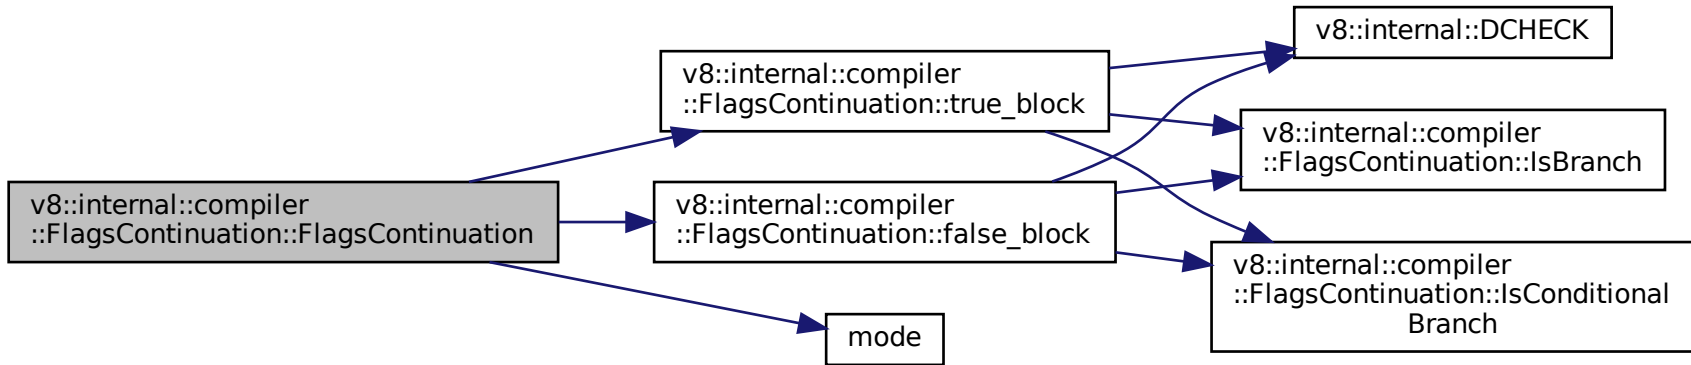 v8::internal::compiler
::FlagsContinuation::FlagsContinuation
v8::internal::compiler
::FlagsContinuation::true_block
v8::internal::compiler
::FlagsContinuation::false_block
mode
v8::internal::DCHECK
v8::internal::compiler
::FlagsContinuation::IsBranch
v8::internal::compiler
::FlagsContinuation::IsConditional
Branch